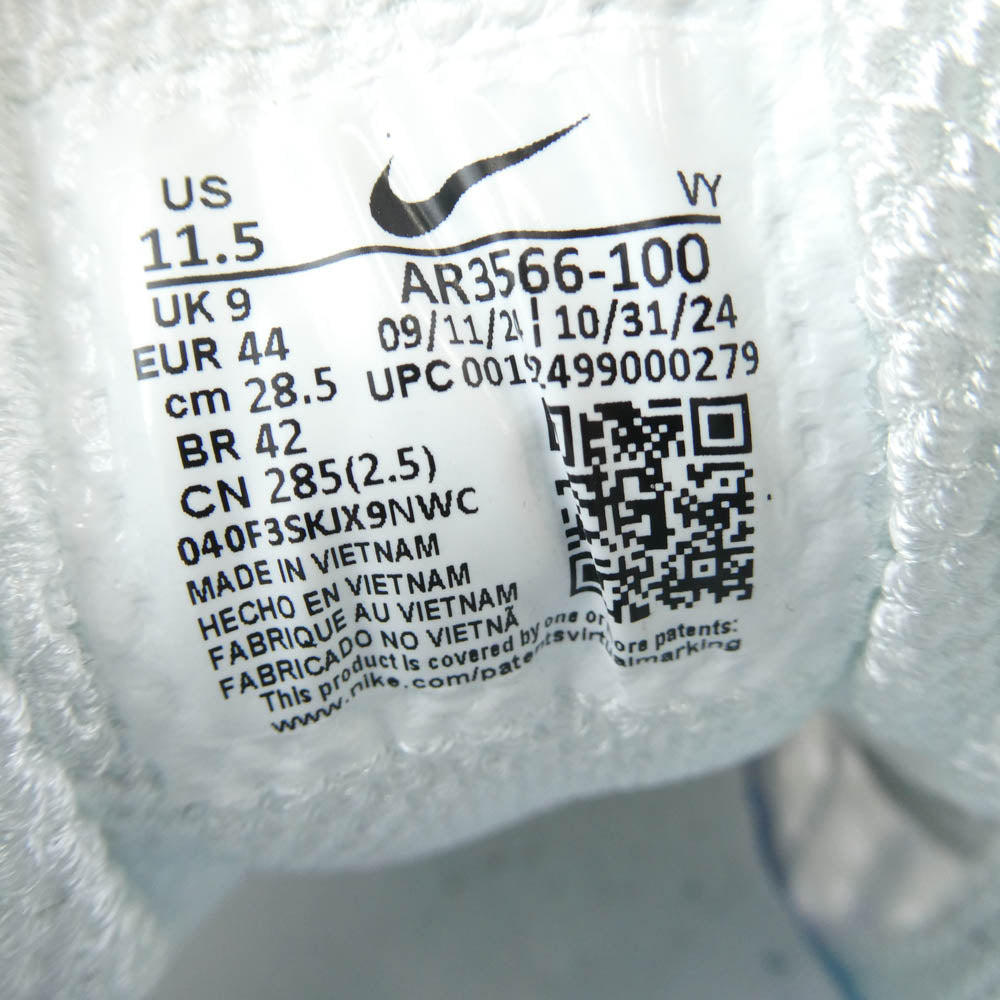 US
11.5
VY
AR3566-100
UK 9
09/11/24 10/31/24
EUR 44
UPC 00192499000279
cm 28.5
BR 42
CN 285(2.5)
040F3SKJX9NWC
MADE IN VIETNAM
HECHO EN VIETNAM
FABRIQUE AU VIETNAM
FABRICADO NO VIETNÃ
This product is covered by one or more patents:
www.nike.com/patentsvirtualmarking